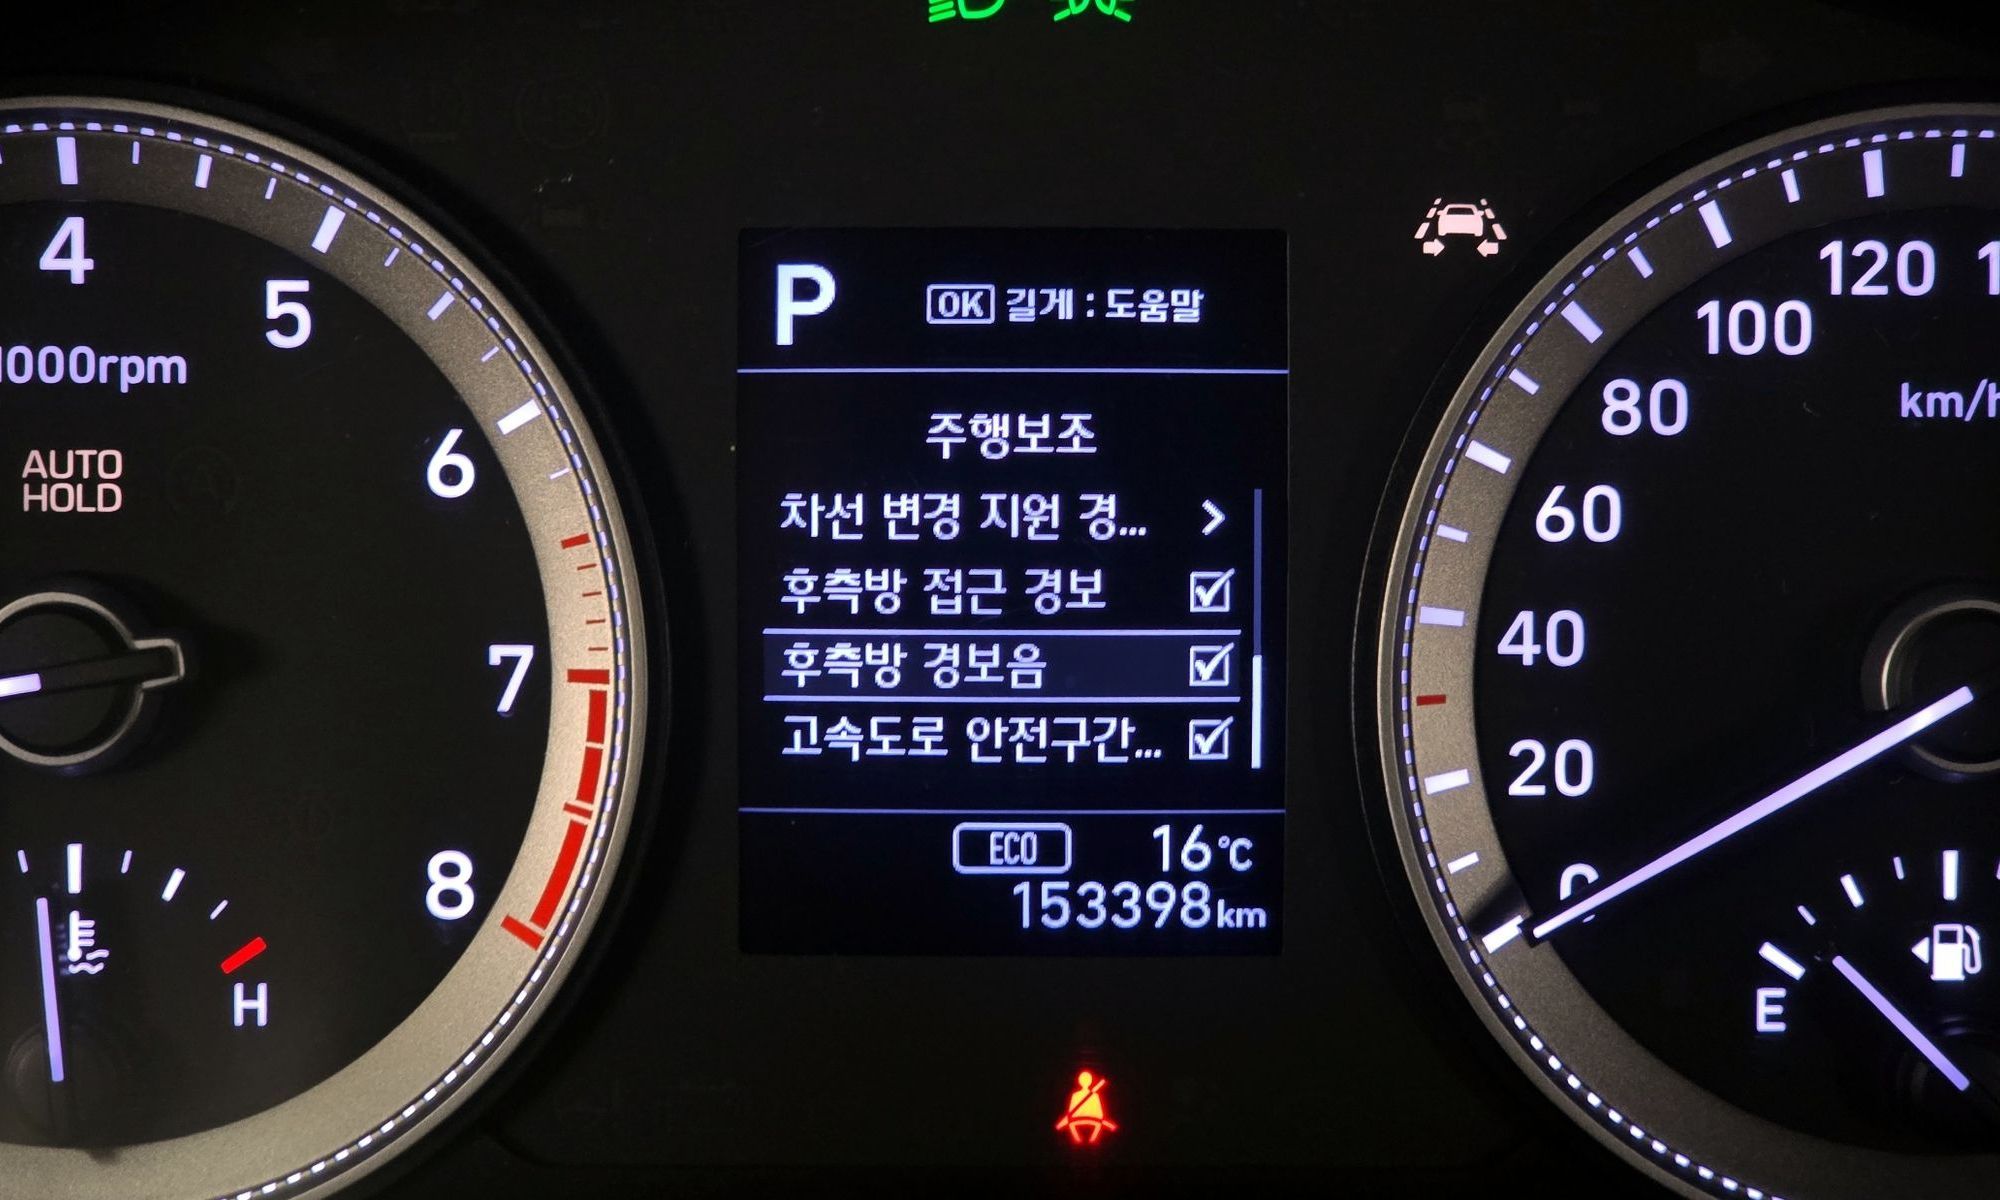 4
5
1000rpm
6
AUTO
HOLD
7
8
H
P
OK 길게 : 도움말
주행보조
차선 변경 지원 경...
후측방 접근 경보
후측방 경보음
고속도로 안전구간...
ECO 16°C
153398km
120
100
80
km/h
60
40
20
0
E